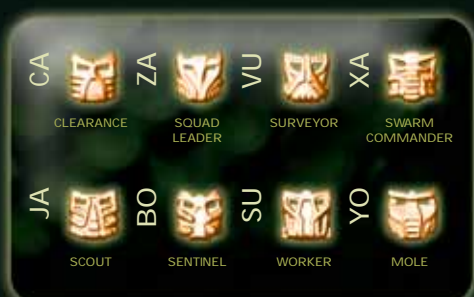 CA
ZA
VU
XA
CLEARANCE
SQUAD
LEADER
SURVEYOR
SWARM
COMMANDER
JA
BO
SU
YO
SCOUT
SENTINEL
WORKER
MOLE